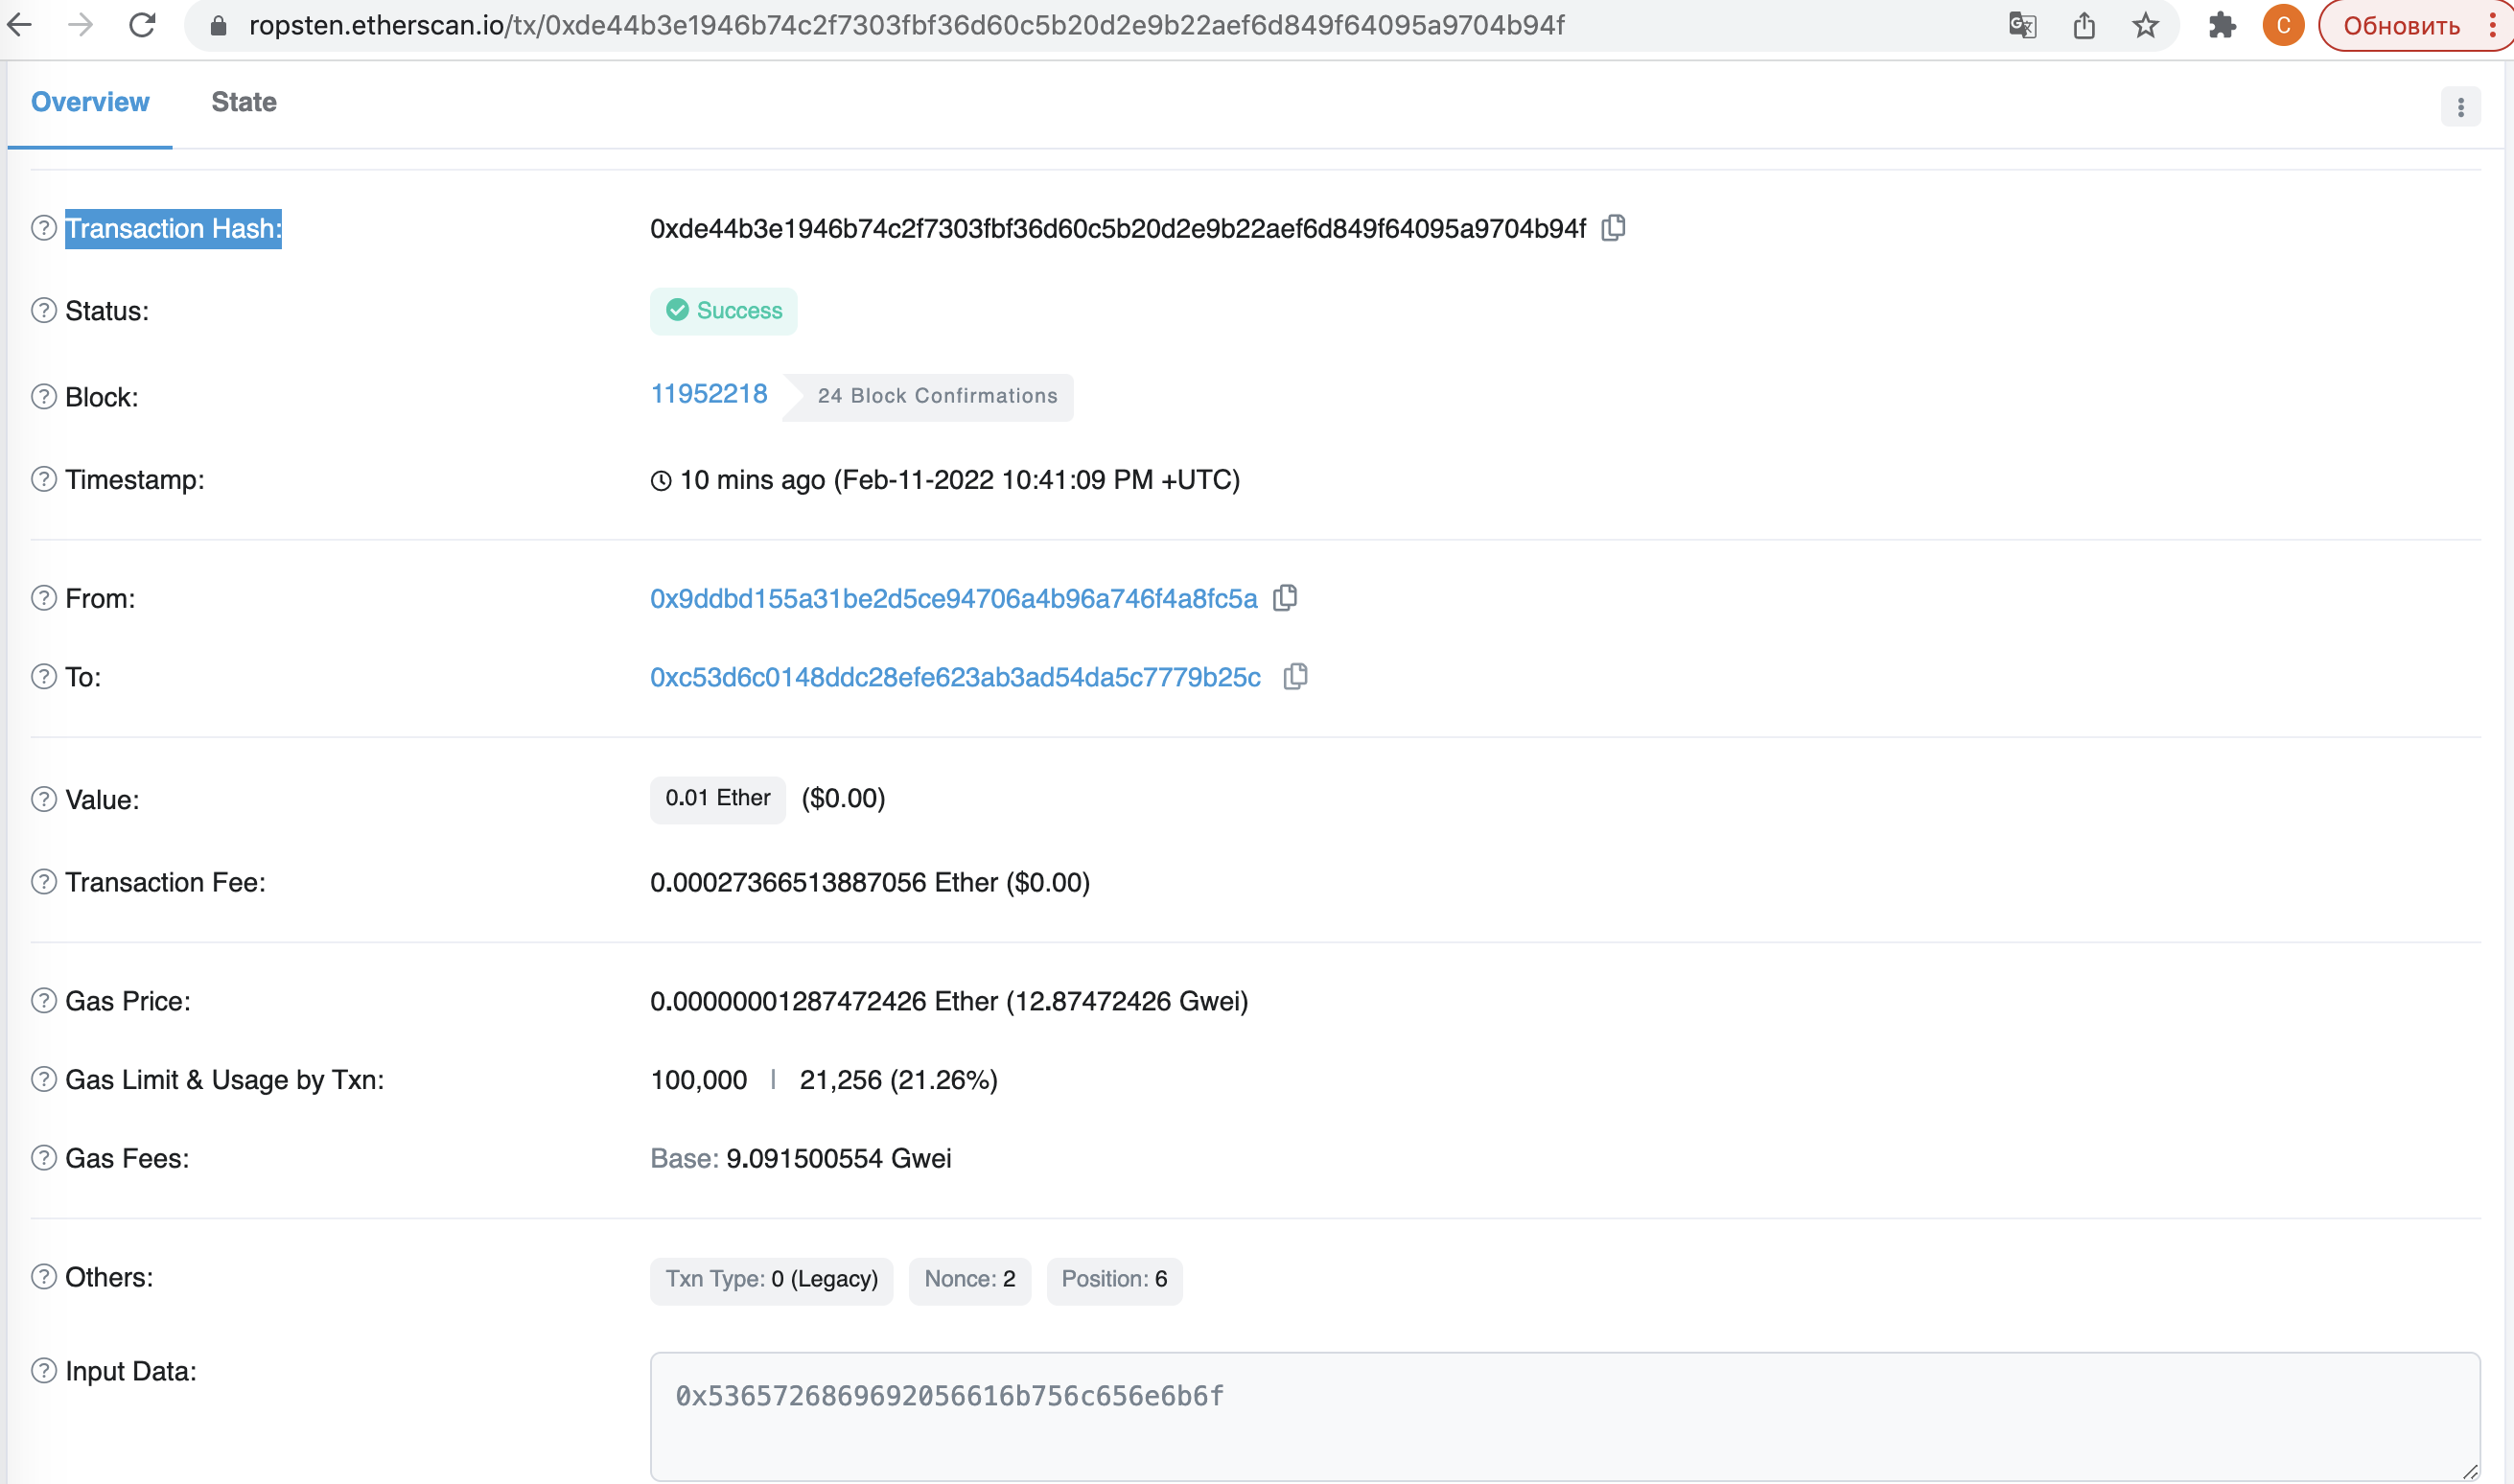 ropsten.etherscan.io/tx/0xde44b3e1946b74c2f7303fbf36d60c5b20d2e9b22aef6d849f64095a9704b94f C Обновить
Overview State
Transaction Hash: 0xde44b3e1946b74c2f7303fbf36d60c5b20d2e9b22aef6d849f64095a9704b94f
Status: Success
Block: 11952218 24 Block Confirmations
Timestamp: 10 mins ago (Feb-11-2022 10:41:09 PM +UTC)
From: 0x9ddbd155a31be2d5ce94706a4b96a746f4a8fc5a
To: 0xc53d6c0148ddc28efe623ab3ad54da5c7779b25c
Value: 0.01 Ether ($0.00)
Transaction Fee: 0.00027366513887056 Ether ($0.00)
Gas Price: 0.00000001287472426 Ether (12.87472426 Gwei)
Gas Limit & Usage by Txn: 100,000 | 21,256 (21.26%)
Gas Fees: Base: 9.091500554 Gwei
Others: Txn Type: 0 (Legacy) Nonce: 2 Position: 6
Input Data: 0x5365726869692056616b756c656e6b6f